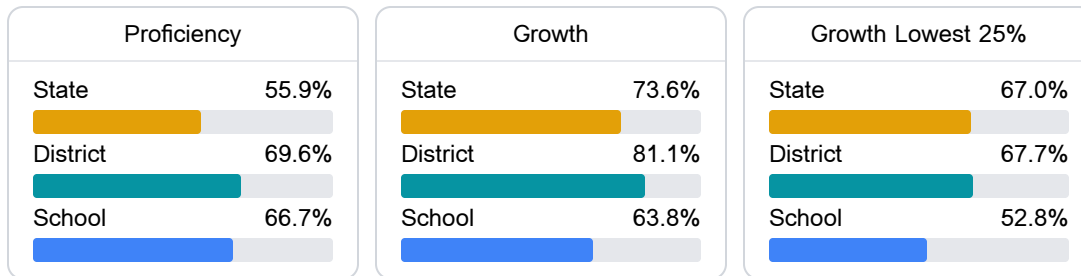 Proficiency
State 55.9%
District 69.6%
School 66.7%
Growth
State 73.6%
District 81.1%
School 63.8%
Growth Lowest 25%
State 67.0%
District 67.7%
School 52.8%